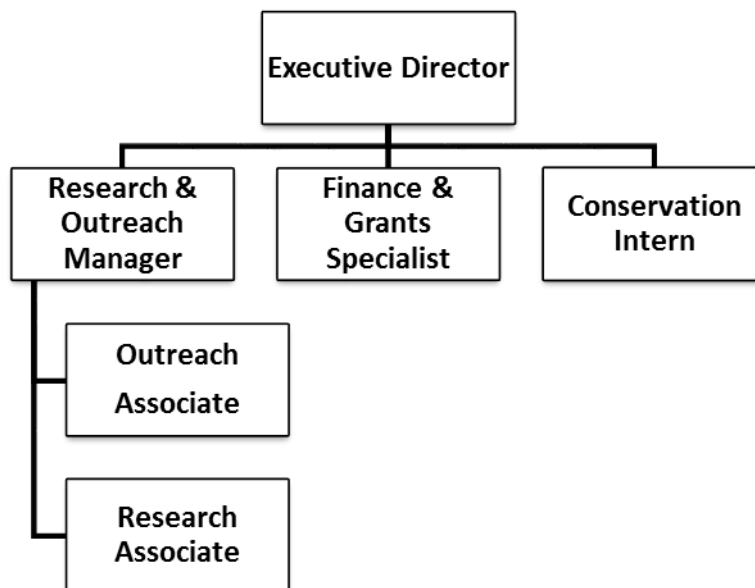 Executive Director
Research &
Outreach
Manager
Finance &
Grants
Specialist
Conservation
Intern
Outreach
Associate
Research
Associate